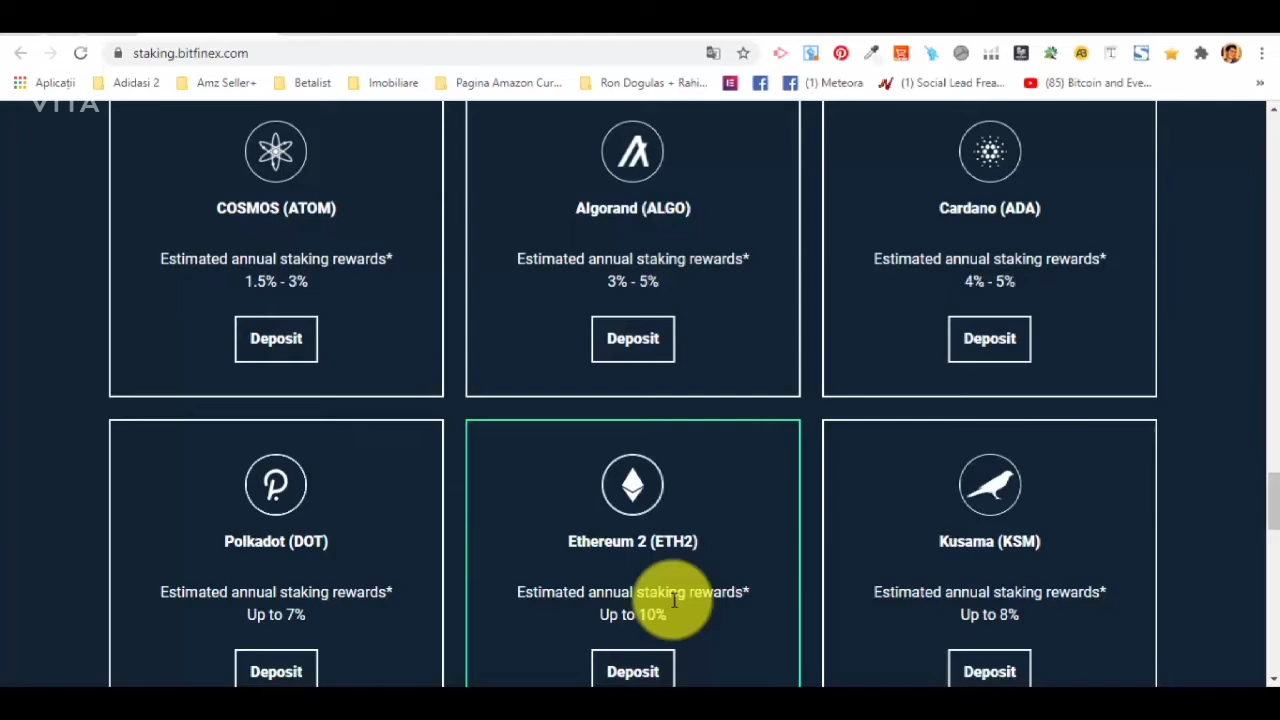 staking.bitfinex.com
Aplicații Adidasi 2 Amz Seller+ Betalist Imobiliare Pagina Amazon Cur... Ron Dogulas + Rahi... (1) Meteora (1) Social Lead Frea... (85) Bitcoin and Eve... »
VITA
COSMOS (ATOM)
Estimated annual staking rewards*
1.5% - 3%
Deposit
Algorand (ALGO)
Estimated annual staking rewards*
3% - 5%
Deposit
Cardano (ADA)
Estimated annual staking rewards*
4% - 5%
Deposit
Polkadot (DOT)
Estimated annual staking rewards*
Up to 7%
Deposit
Ethereum 2 (ETH2)
Estimated annual staking rewards*
Up to 10%
Deposit
Kusama (KSM)
Estimated annual staking rewards*
Up to 8%
Deposit